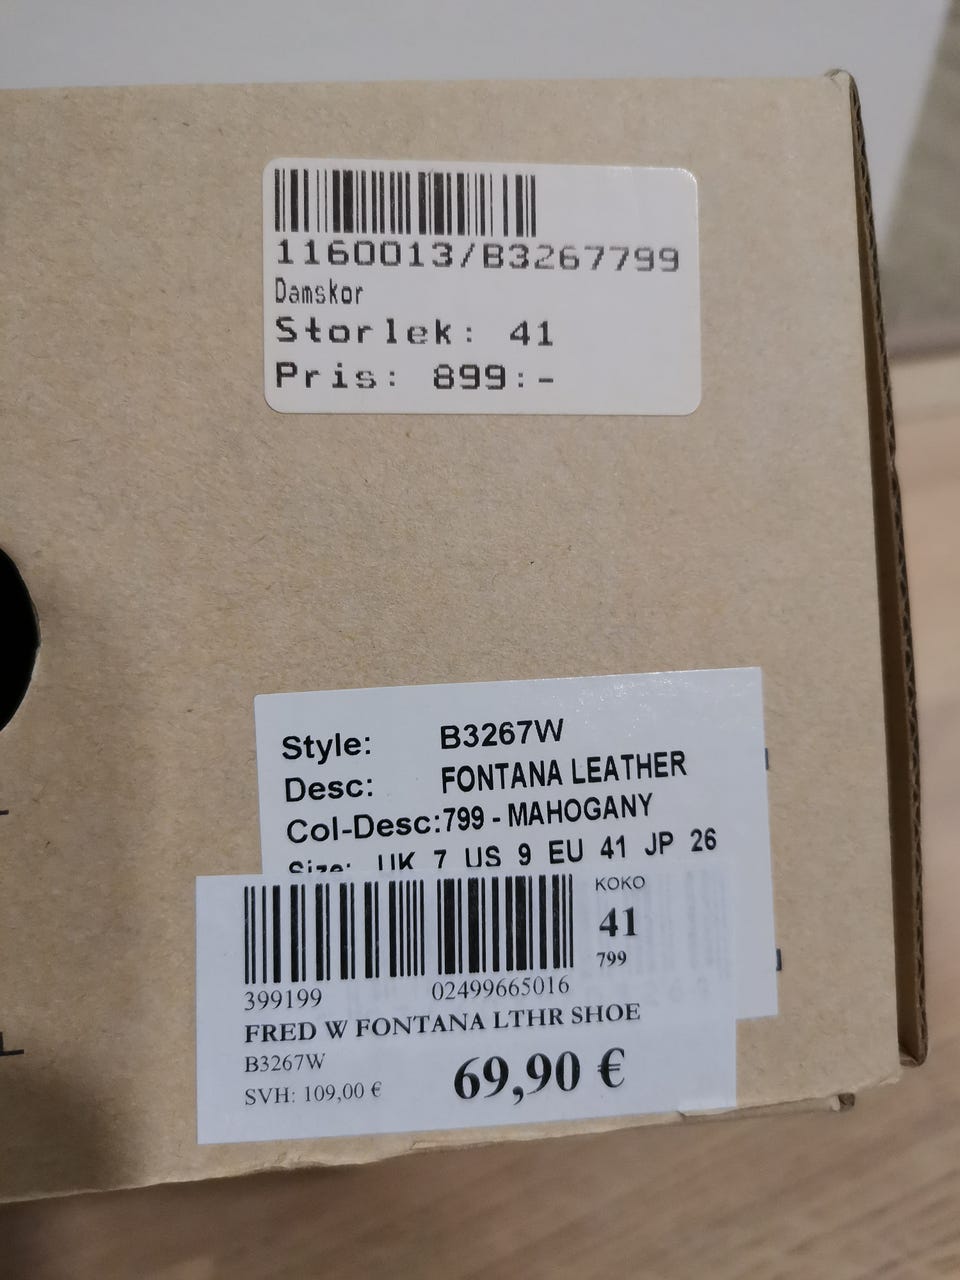 1160013/B3267799
Damskor
Storlek: 41
Pris: 899:-
Style: B3267W
Desc: FONTANA LEATHER
Col-Desc:799 - MAHOGANY
Size: UK 7 US 9 EU 41 JP 26
KOKO
41
799
399199 02499665016
FRED W FONTANA LTHR SHOE
B3267W
SVH: 109,00 €
69,90 €